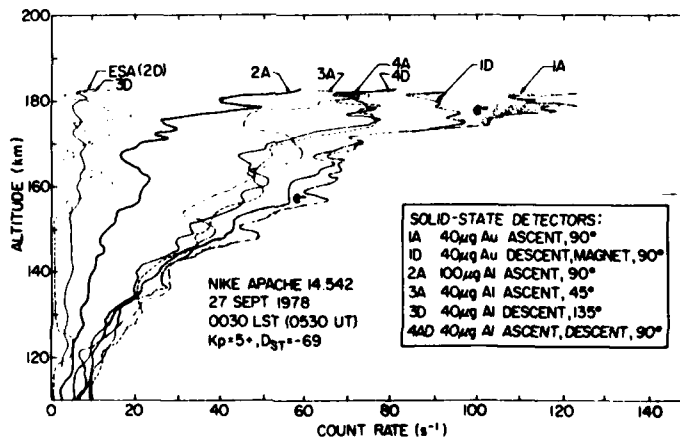 200
180
160
140
120
ALTITUDE (km)
ESA (2D)
3D
2A
3A
4A
4D
1D
1A
NIKE APACHE 14.542
27 SEPT 1978
0030 LST (0530 UT)
Kp=5+, DST=-69
SOLID-STATE DETECTORS:
1A 40µg Au ASCENT, 90°
1D 40µg Au DESCENT, MAGNET, 90°
2A 100µg Al ASCENT, 90°
3A 40µg Al ASCENT, 45°
3D 40µg Al DESCENT, 135°
4AD 40µg Al ASCENT, DESCENT, 90°
0 20 40 60 80 100 120 140
COUNT RATE (s⁻¹)